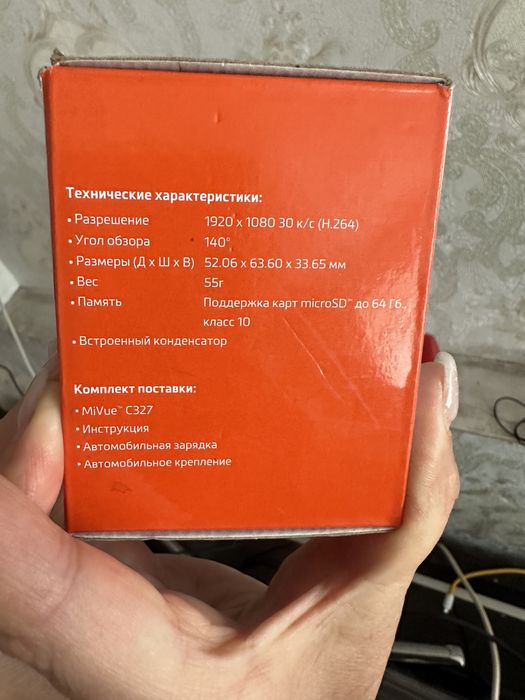 Технические характеристики:
• Разрешение 1920 x 1080 30 к/с (H.264)
• Угол обзора 140°
• Размеры (Д x Ш x В) 52.06 x 63.60 x 33.65 мм
• Вес 55г
• Память Поддержка карт microSD™ до 64 Гб.,
класс 10
• Встроенный конденсатор
Комплект поставки:
• MiVue™ C327
• Инструкция
• Автомобильная зарядка
• Автомобильное крепление